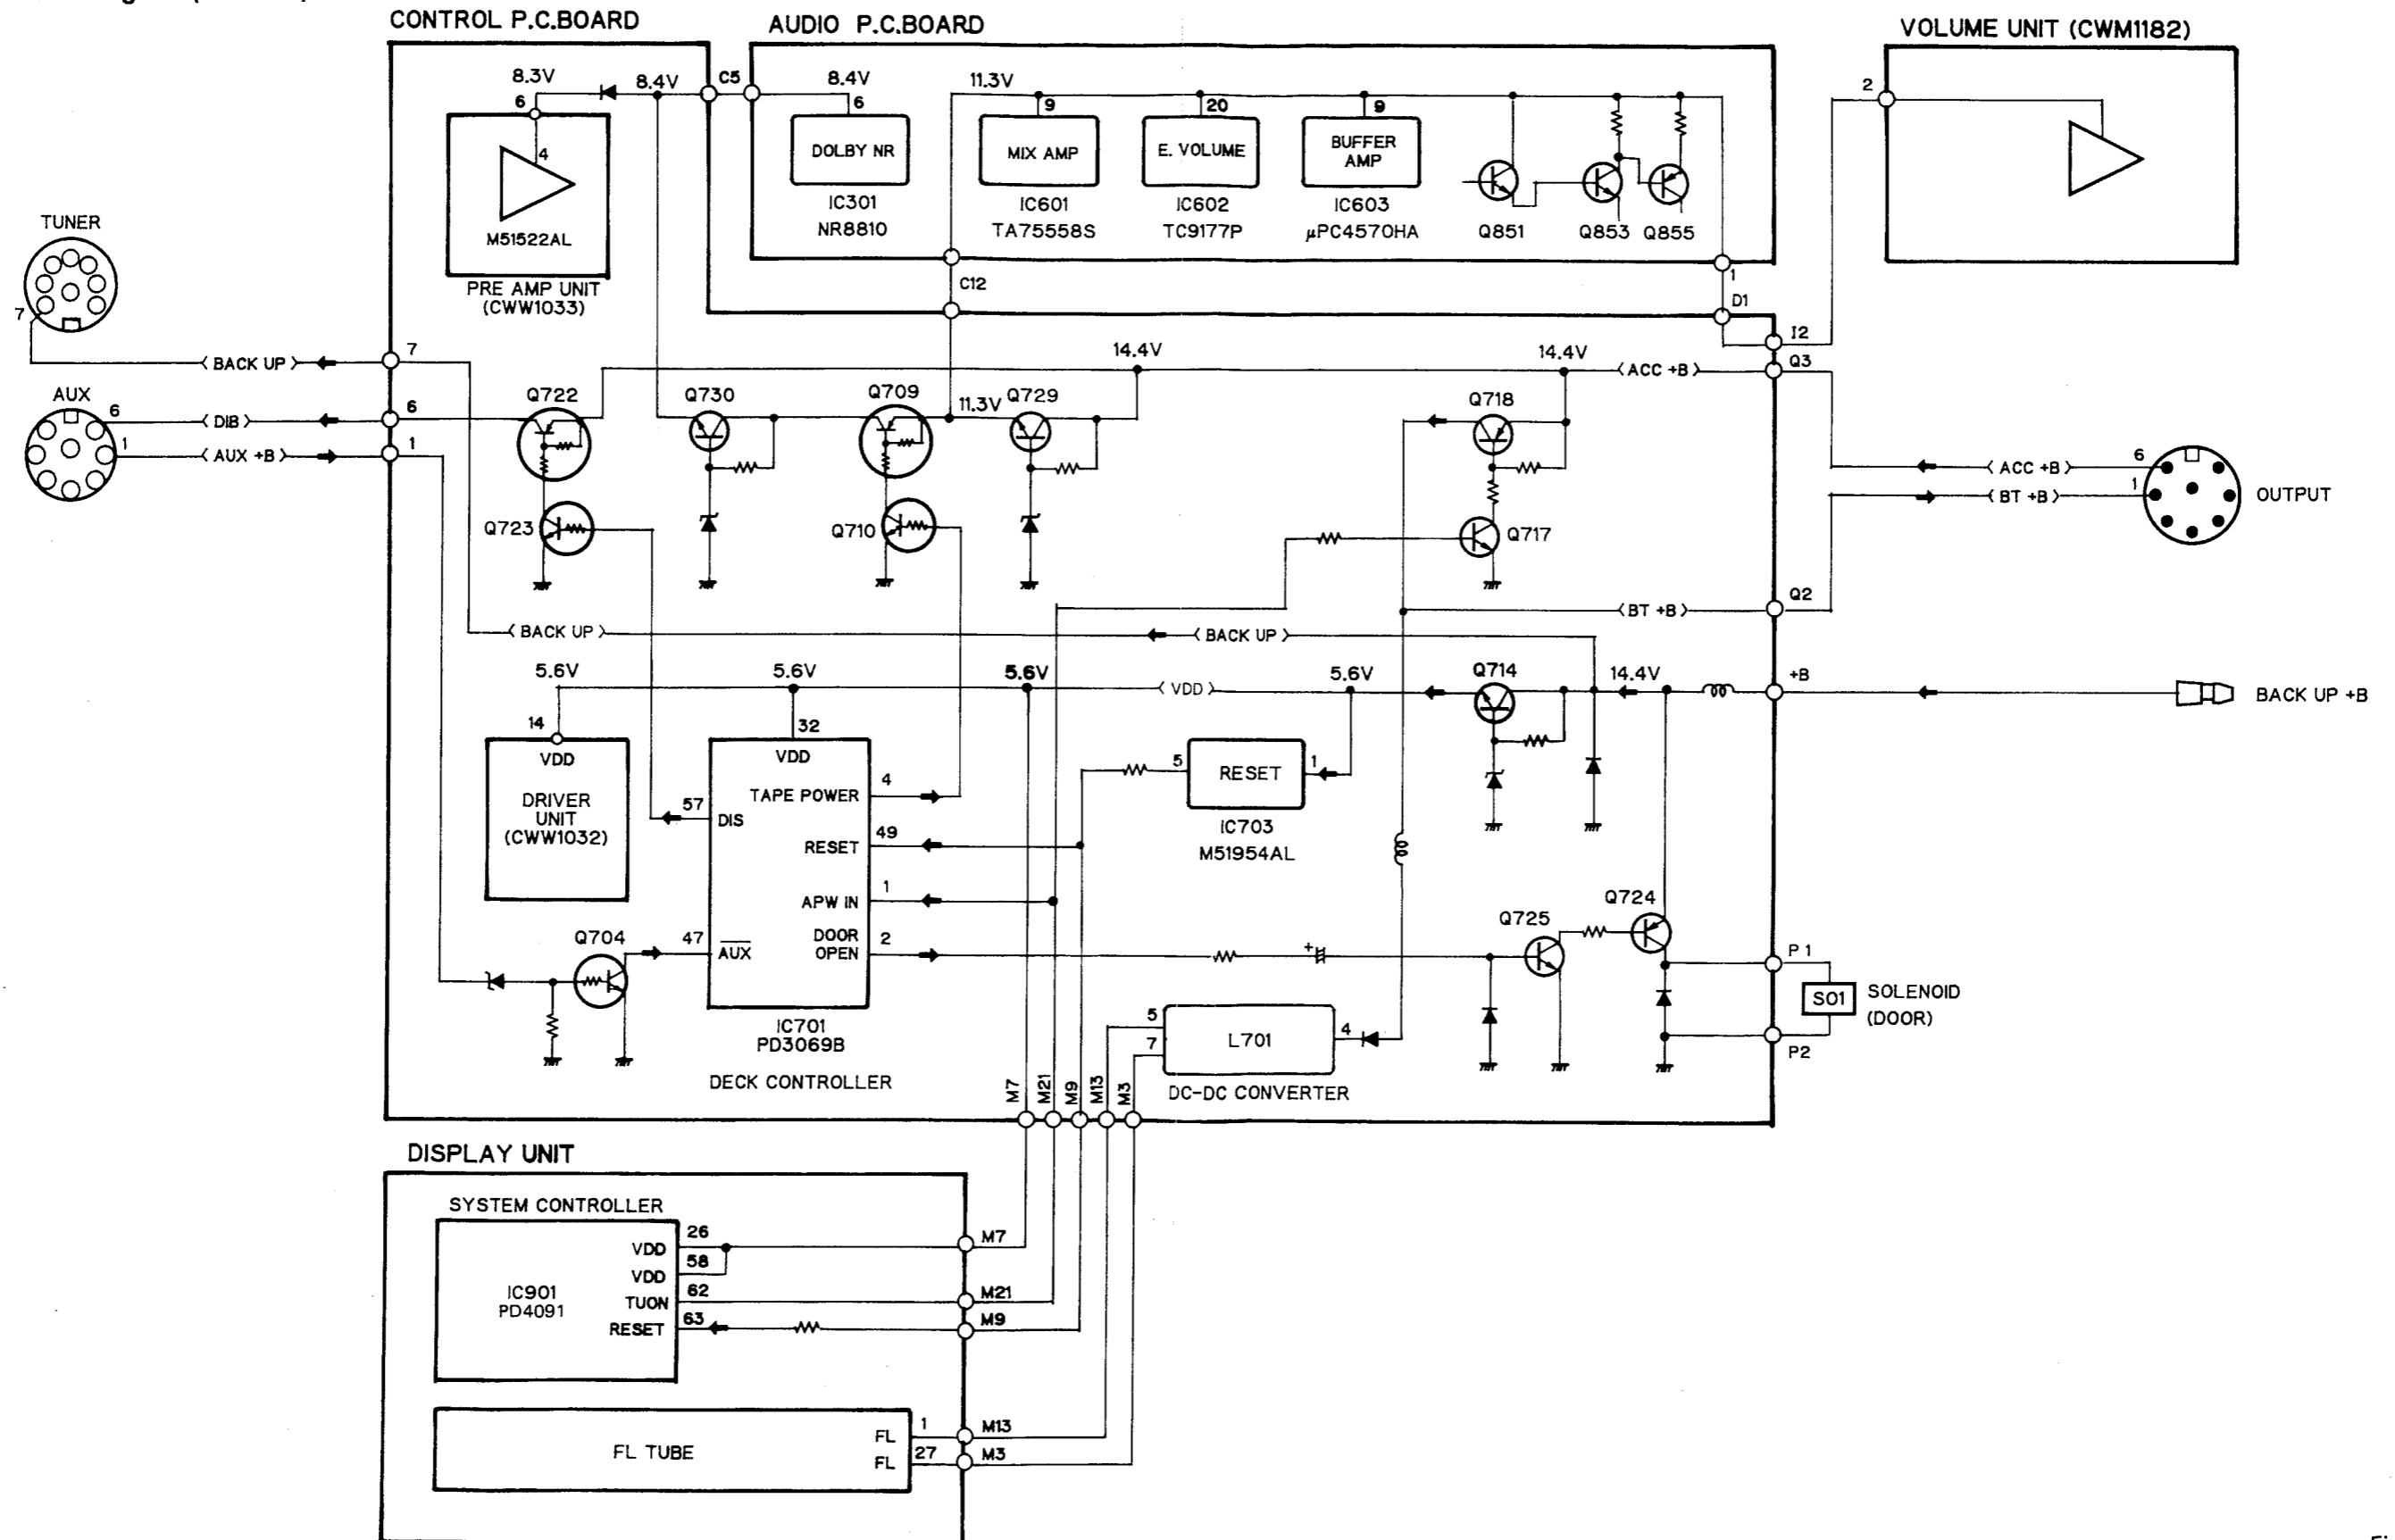 CONTROL P.C.BOARD
AUDIO P.C.BOARD
VOLUME UNIT (CWM1182)
8.3V
8.4V
C5
8.4V
11.3V
2
6
6
9
20
9
4
DOLBY NR
MIX AMP
E. VOLUME
BUFFER
AMP
M51522AL
IC301
NR8810
IC601
TA75558S
IC602
TC9177P
IC603
μPC4570HA
Q851
Q853
Q855
PRE AMP UNIT
(CWW1033)
C12
1
D1
TUNER
7
I2
Q3
< BACK UP >
7
14.4V
14.4V
< ACC +B >
AUX
6
< DIB >
6
1
< AUX +B >
1
Q722
Q730
Q709
11.3V
Q729
Q718
Q723
Q710
Q717
6
< ACC +B >
1
< BT +B >
OUTPUT
Q2
< BT +B >
< BACK UP >
< BACK UP >
5.6V
5.6V
5.6V
< VDD >
5.6V
Q714
14.4V
+B
BACK UP +B
14
VDD
DRIVER
UNIT
(CWW1032)
32
VDD
TAPE POWER
4
57
DIS
RESET
49
APW IN
1
DOOR
OPEN
2
47
AUX
Q704
IC701
PD3069B
DECK CONTROLLER
5
RESET
1
IC703
M51954AL
Q725
Q724
P1
SO1
SOLENOID
(DOOR)
P2
5
7
L701
4
DC-DC CONVERTER
M7
M21
M9
M13
M3
DISPLAY UNIT
SYSTEM CONTROLLER
IC901
PD4091
VDD
26
VDD
58
TUON
62
RESET
63
M7
M21
M9
FL TUBE
FL
1
FL
27
M13
M3